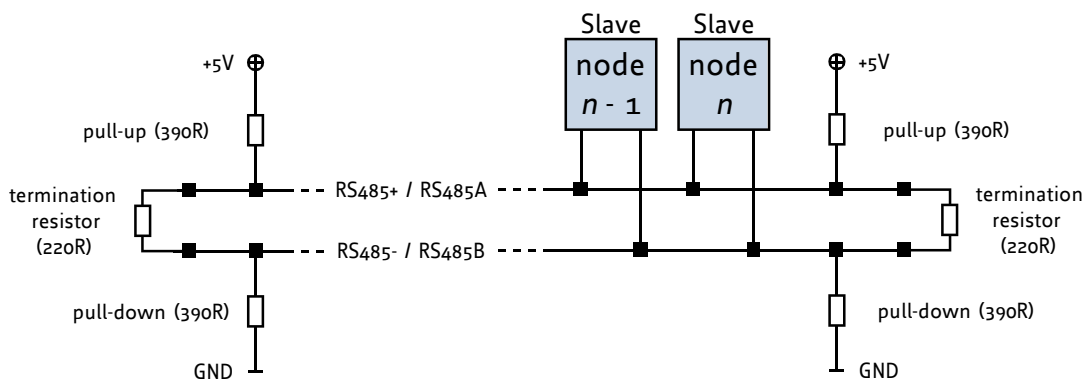 Slave
Slave
+5V
node
n - 1
node
n
+5V
pull-up (390R)
pull-up (390R)
termination
resistor
(220R)
RS485+ / RS485A
termination
resistor
(220R)
RS485- / RS485B
pull-down (390R)
pull-down (390R)
GND
GND